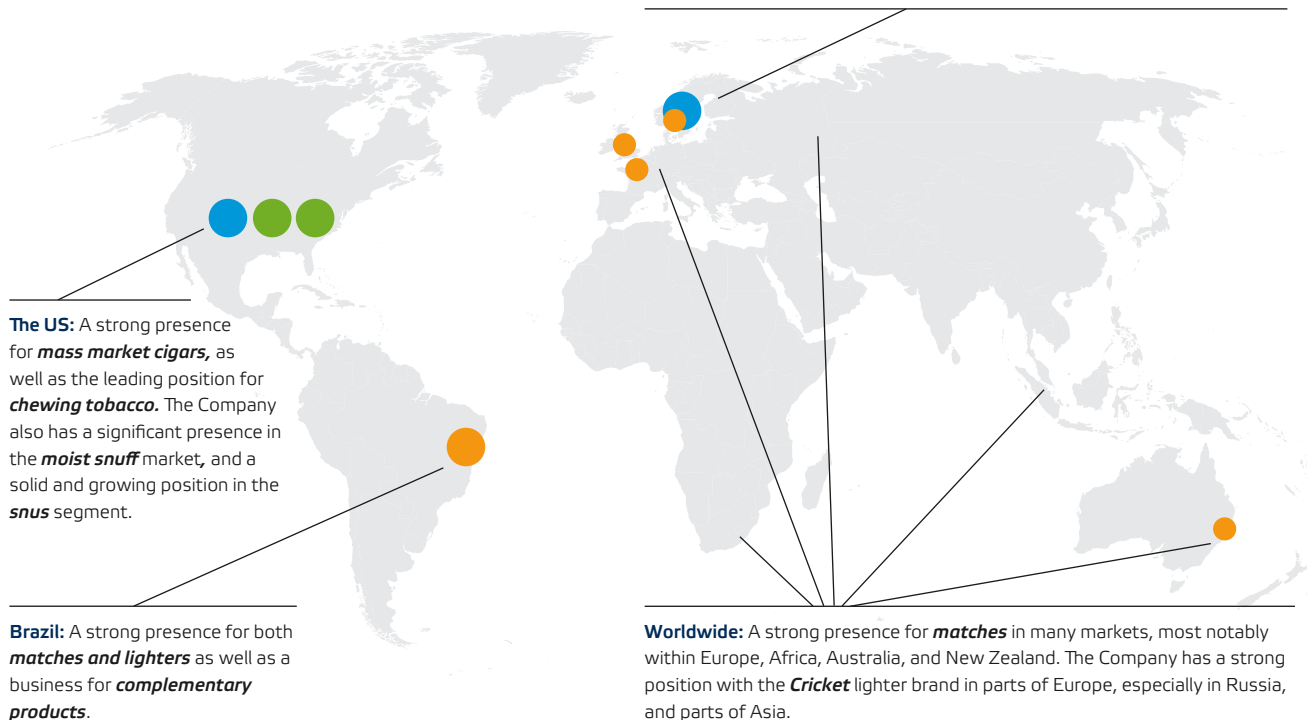 The US: A strong presence
for mass market cigars, as
well as the leading position for
chewing tobacco. The Company
also has a significant presence in
the moist snuff market, and a
solid and growing position in the
snus segment.
Brazil: A strong presence for both
matches and lighters as well as a
business for complementary
products.
Worldwide: A strong presence for matches in many markets, most notably
within Europe, Africa, Australia, and New Zealand. The Company has a strong
position with the Cricket lighter brand in parts of Europe, especially in Russia,
and parts of Asia.